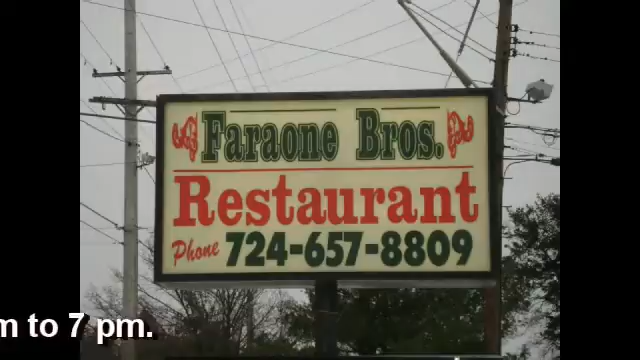 Faraone Bros.
Restaurant
Phone 724-657-8809
to 7 pm.